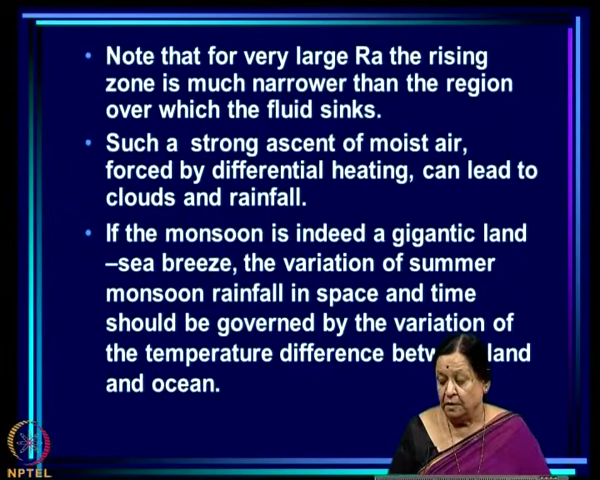 • Note that for very large Ra the rising
zone is much narrower than the region
over which the fluid sinks.
• Such a strong ascent of moist air,
forced by differential heating, can lead to
clouds and rainfall.
• If the monsoon is indeed a gigantic land
–sea breeze, the variation of summer
monsoon rainfall in space and time
should be governed by the variation of
the temperature difference land
and ocean.
NPTEL